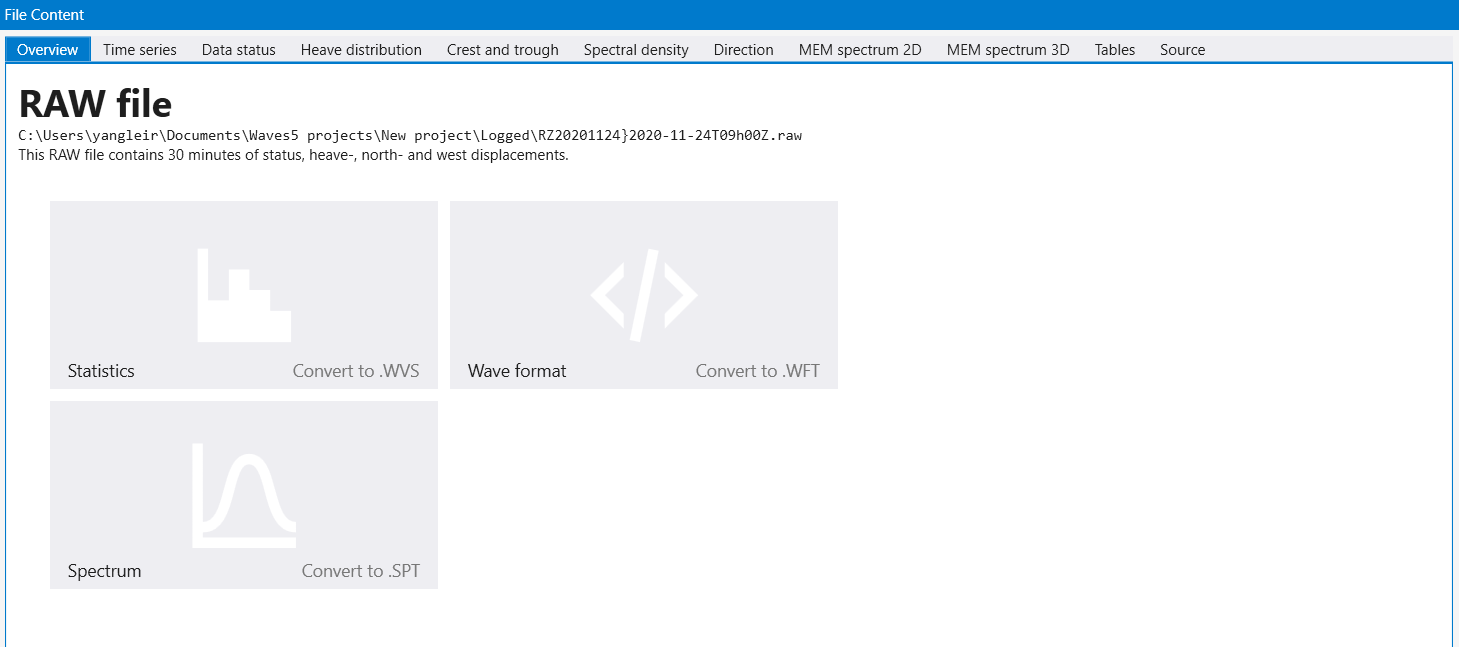 File Content
Overview Time series Data status Heave distribution Crest and trough Spectral density Direction MEM spectrum 2D MEM spectrum 3D Tables Source
RAW file
C:\Users\yangleir\Documents\Waves5 projects\New project\Logged\RZ20201124}2020-11-24T09h00Z.raw
This RAW file contains 30 minutes of status, heave-, north- and west displacements.
Statistics Convert to .WVS
Wave format Convert to .WFT
Spectrum Convert to .SPT